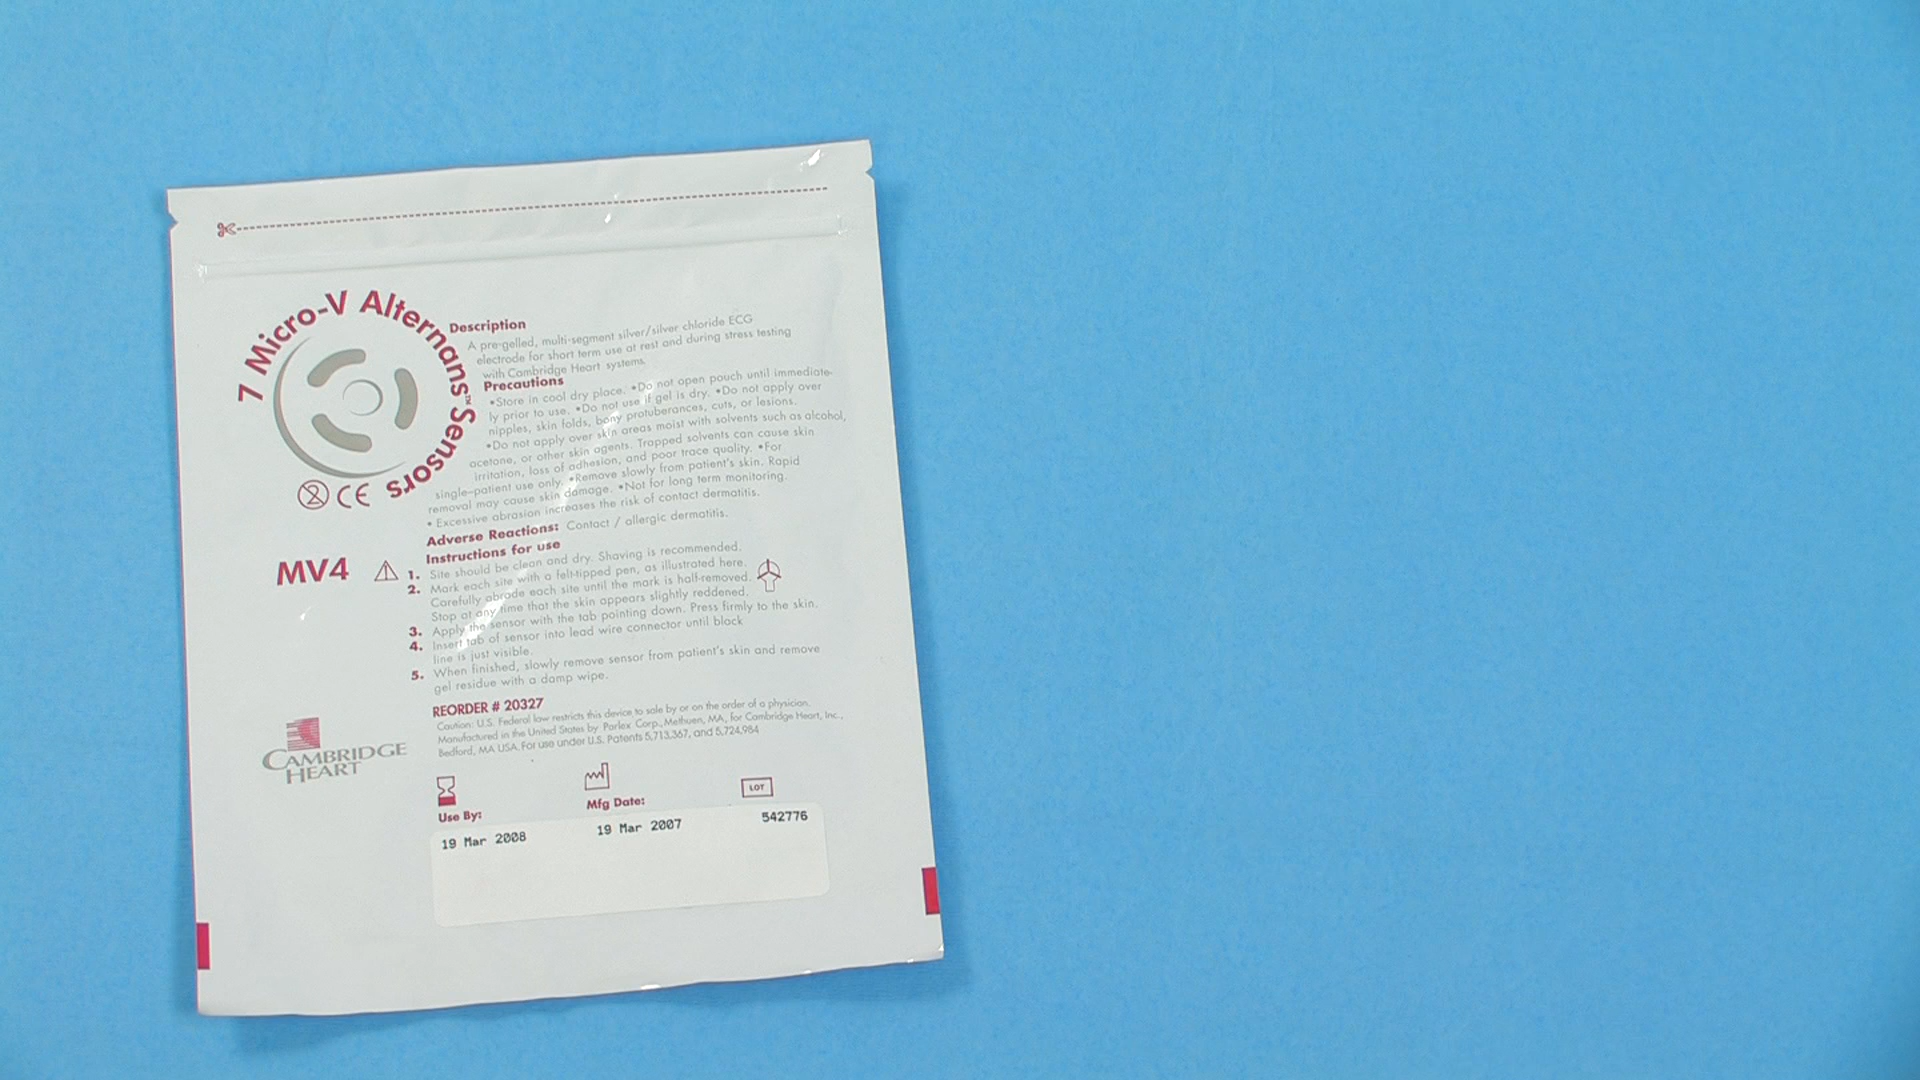 7 Micro-V Alternans™ Sensors
Description
A pre-gelled, multi-segment silver/silver chloride ECG
electrode for short term use at rest and during stress testing
with Cambridge Heart systems
Precautions
•Store in cool dry place. •Do not open pouch until immediate-
ly prior to use. •Do not use if gel is dry. •Do not apply over
nipples, skin folds, bony protuberances, cuts, or lesions.
•Do not apply over skin areas moist with solvents such as alcohol,
acetone, or other skin agents. Trapped solvents can cause skin
irritation, loss of adhesion, and poor trace quality. •For
single-patient use only. •Remove slowly from patient's skin. Rapid
removal may cause skin damage. •Not for long term monitoring.
• Excessive abrasion increases the risk of contact dermatitis.
2 CE
Adverse Reactions: Contact / allergic dermatitis.
Instructions for use
MV4
1. Site should be clean and dry. Shaving is recommended.
2. Mark each site with a felt-tipped pen, as illustrated here.
Carefully abrade each site until the mark is half-removed.
Stop at any time that the skin appears slightly reddened.
3. Apply the sensor with the tab pointing down. Press firmly to the skin.
4. Insert tab of sensor into lead wire connector until black
line is just visible.
5. When finished, slowly remove sensor from patient's skin and remove
gel residue with a damp wipe.
REORDER # 20327
Caution: U.S. Federal law restricts this device to sale by or on the order of a physician.
Manufactured in the United States by Parlex Corp., Methuen, MA, for Cambridge Heart, Inc.,
Bedford, MA USA. For use under U.S. Patents 5,713,367, and 5,724,984
CAMBRIDGE
HEART
Use By: Mfg Date: LOT
19 Mar 2008 19 Mar 2007 542776